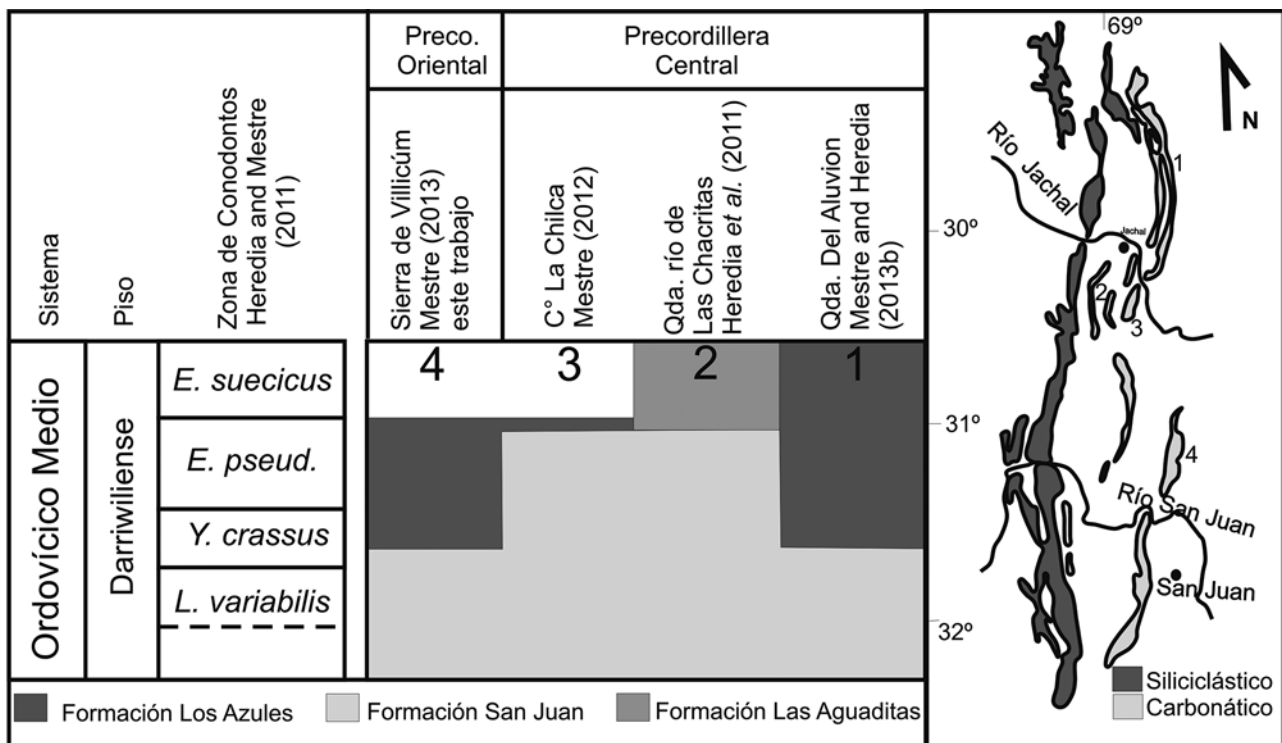 Sistema
Piso
Zona de Conodontos
Heredia and Mestre
(2011)
Preco.
Oriental
Precordillera
Central
Sierra de Villicúm
Mestre (2013)
este trabajo
C° La Chilca
Mestre (2012)
Qda. río de
Las Chacritas
Heredia et al. (2011)
Qda. Del Aluvion
Mestre and Heredia
(2013b)
Ordovícico Medio
Darriwiliense
E. suecicus
E. pseud.
Y. crassus
L. variabilis
4
3
2
1
Formación Los Azules
Formación San Juan
Formación Las Aguaditas
69º
N
Río Jachal
1
30º
Jachal
2
3
31º
4
Río San Juan
San Juan
32º
Siliciclástico
Carbonático